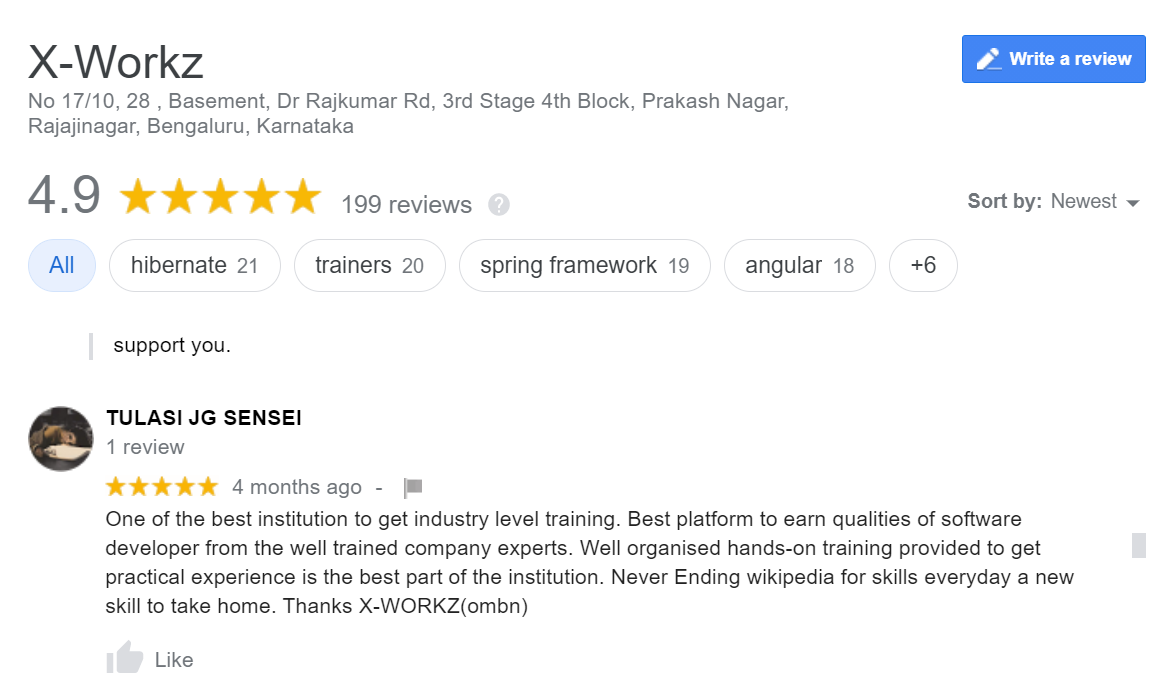 X-Workz
Write a review
No 17/10, 28 , Basement, Dr Rajkumar Rd, 3rd Stage 4th Block, Prakash Nagar,
Rajajinagar, Bengaluru, Karnataka
4.9 199 reviews ?
Sort by: Newest
All hibernate 21 trainers 20 spring framework 19 angular 18 +6
support you.
TULASI JG SENSEI
1 review
4 months ago -
One of the best institution to get industry level training. Best platform to earn qualities of software
developer from the well trained company experts. Well organised hands-on training provided to get
practical experience is the best part of the institution. Never Ending wikipedia for skills everyday a new
skill to take home. Thanks X-WORKZ(ombn)
Like